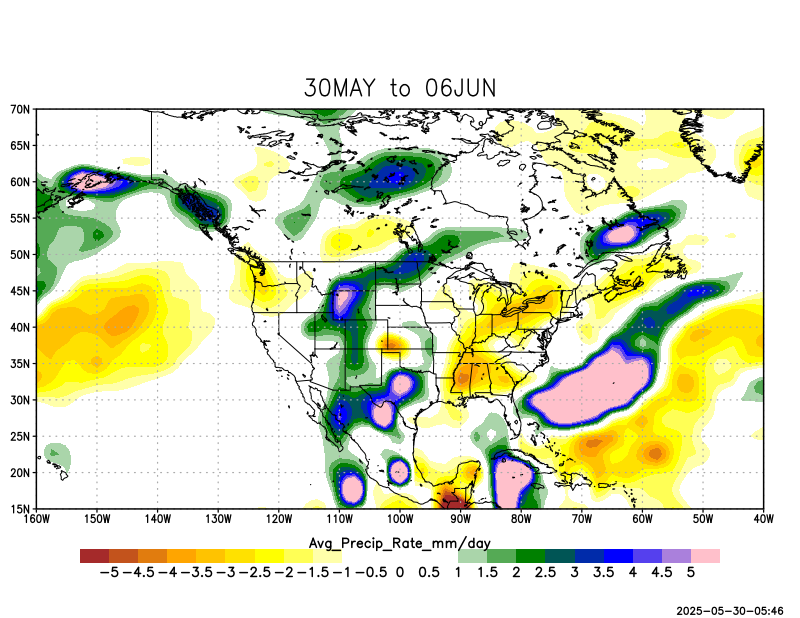 30MAY to 06JUN
70N
65N
60N
55N
50N
45N
40N
35N
30N
25N
20N
15N
160W 150W 140W 130W 120W 110W 100W 90W 80W 70W 60W 50W 40W
Avg_Precip_Rate_mm/day
−5 −4.5 −4 −3.5 −3 −2.5 −2 −1.5 −1 −0.5 0 0.5 1 1.5 2 2.5 3 3.5 4 4.5 5
2025-05-30-05:46